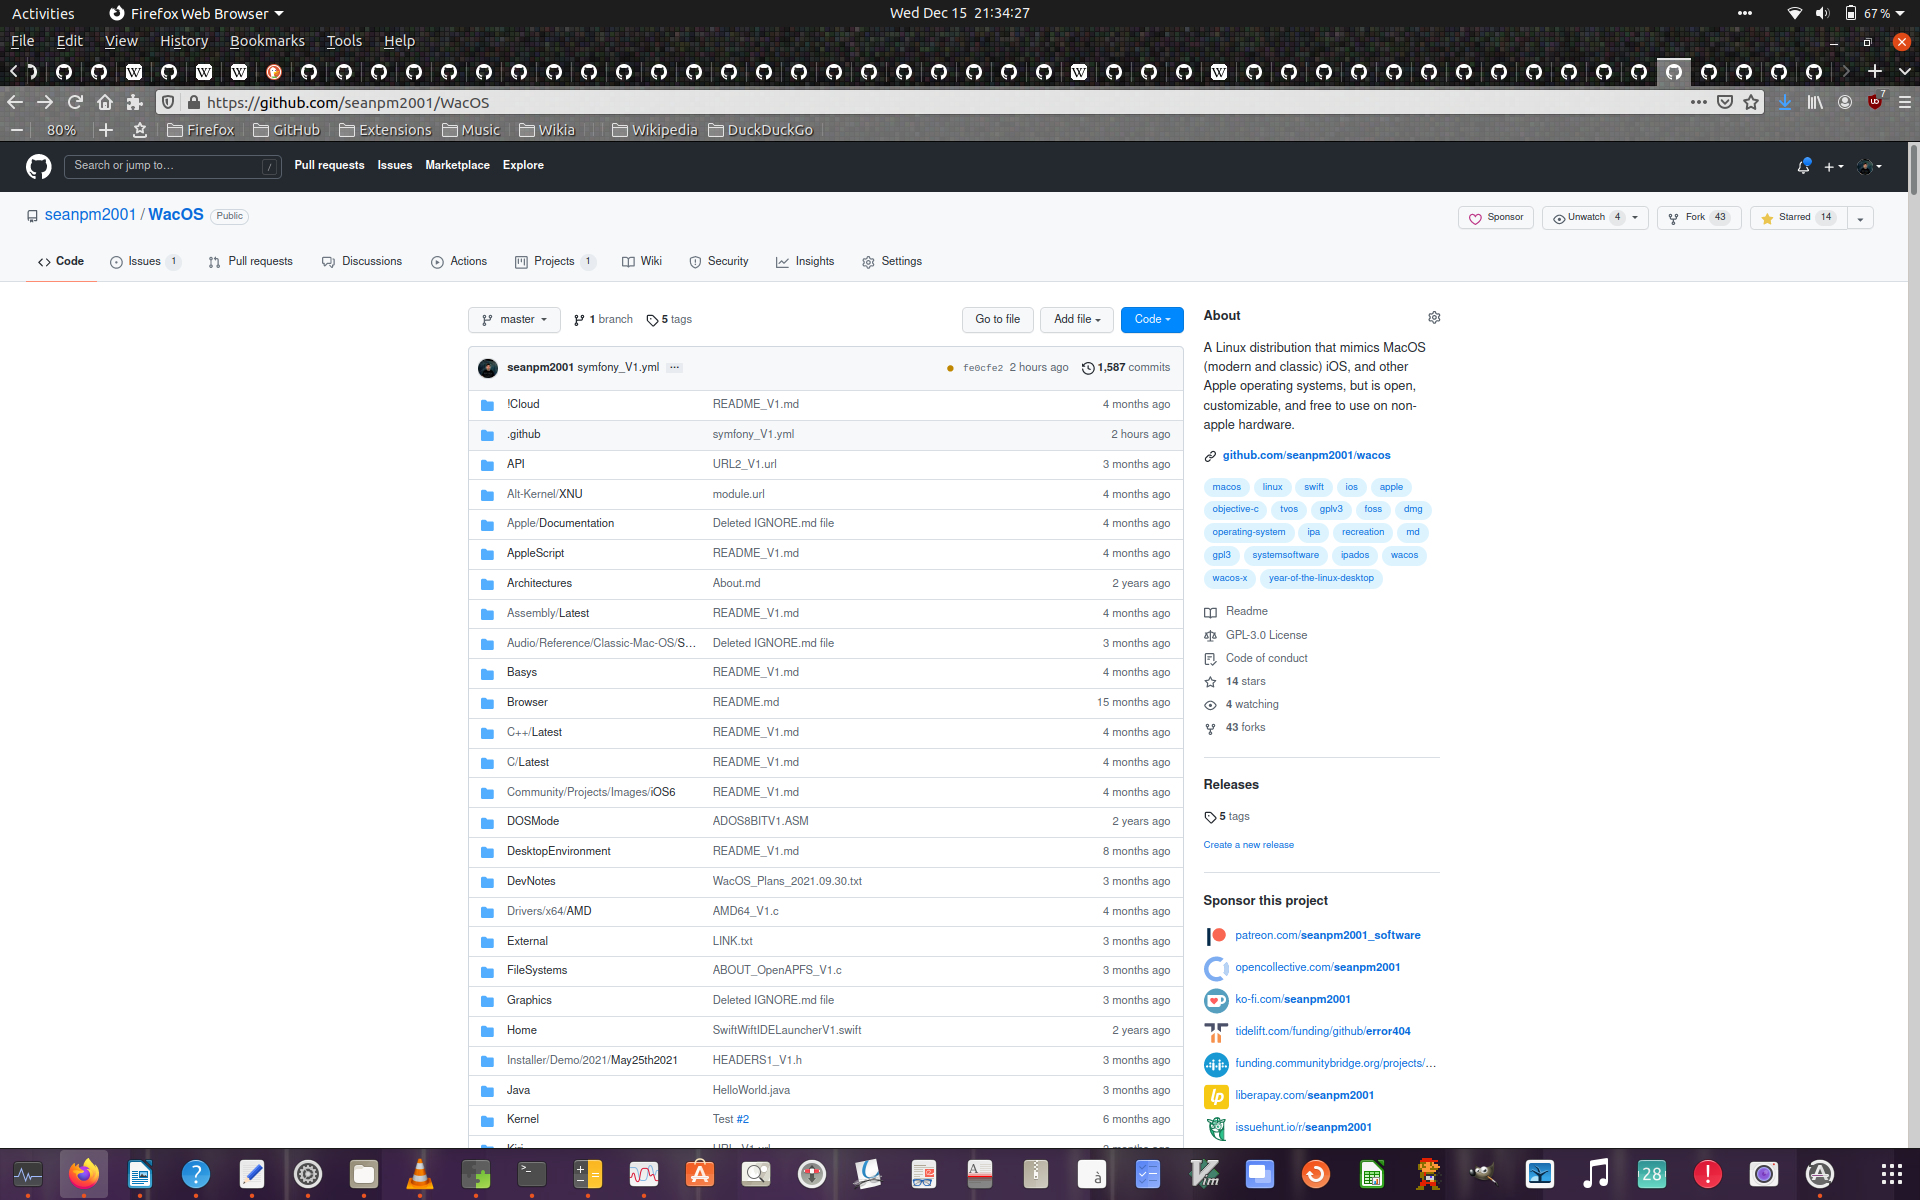 Activities Firefox Web Browser Wed Dec 15 21:34:27 67 %
File Edit View History Bookmarks Tools Help
https://github.com/seanpm2001/WacOS
80% Firefox GitHub Extensions Music Wikia Wikipedia DuckDuckGo
Search or jump to… / Pull requests Issues Marketplace Explore
seanpm2001 / WacOS Public Sponsor Unwatch 4 Fork 43 Starred 14
Code Issues 1 Pull requests Discussions Actions Projects 1 Wiki Security Insights Settings
master 1 branch 5 tags Go to file Add file Code
seanpm2001 symfony_V1.yml ... fe0cfe2 2 hours ago 1,587 commits
!Cloud README_V1.md 4 months ago
.github symfony_V1.yml 2 hours ago
API URL2_V1.url 3 months ago
Alt-Kernel/XNU module.url 4 months ago
Apple/Documentation Deleted IGNORE.md file 4 months ago
AppleScript README_V1.md 4 months ago
Architectures About.md 2 years ago
Assembly/Latest README_V1.md 4 months ago
Audio/Reference/Classic-Mac-OS/S… Deleted IGNORE.md file 3 months ago
Basys README_V1.md 4 months ago
Browser README.md 15 months ago
C++/Latest README_V1.md 4 months ago
C/Latest README_V1.md 4 months ago
Community/Projects/Images/iOS6 README_V1.md 4 months ago
DOSMode ADOS8BITV1.ASM 2 years ago
DesktopEnvironment README_V1.md 8 months ago
DevNotes WacOS_Plans_2021.09.30.txt 3 months ago
Drivers/x64/AMD AMD64_V1.c 4 months ago
External LINK.txt 3 months ago
FileSystems ABOUT_OpenAPFS_V1.c 3 months ago
Graphics Deleted IGNORE.md file 3 months ago
Home SwiftWiftIDELauncherV1.swift 2 years ago
Installer/Demo/2021/May25th2021 HEADERS1_V1.h 3 months ago
Java HelloWorld.java 3 months ago
Kernel Test #2 6 months ago
About
A Linux distribution that mimics MacOS
(modern and classic) iOS, and other
Apple operating systems, but is open,
customizable, and free to use on non-
apple hardware.
github.com/seanpm2001/wacos
macos linux swift ios apple
objective-c tvos gplv3 foss dmg
operating-system ipa recreation md
gpl3 systemsoftware ipados wacos
wacos-x year-of-the-linux-desktop
Readme
GPL-3.0 License
Code of conduct
14 stars
4 watching
43 forks
Releases
5 tags
Create a new release
Sponsor this project
patreon.com/seanpm2001_software
opencollective.com/seanpm2001
ko-fi.com/seanpm2001
tidelift.com/funding/github/error404
funding.communitybridge.org/projects/…
liberapay.com/seanpm2001
issuehunt.io/r/seanpm2001
28